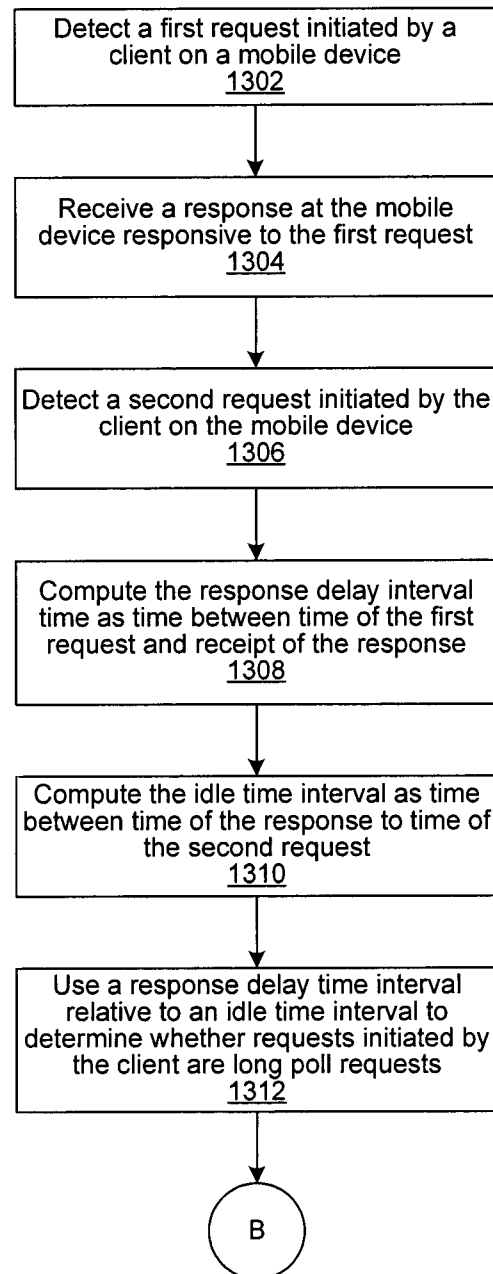 Detect a first request initiated by a
client on a mobile device
1302
Receive a response at the mobile
device responsive to the first request
1304
Detect a second request initiated by the
client on the mobile device
1306
Compute the response delay interval
time as time between time of the first
request and receipt of the response
1308
Compute the idle time interval as time
between time of the response to time of
the second request
1310
Use a response delay time interval
relative to an idle time interval to
determine whether requests initiated by
the client are long poll requests
1312
B